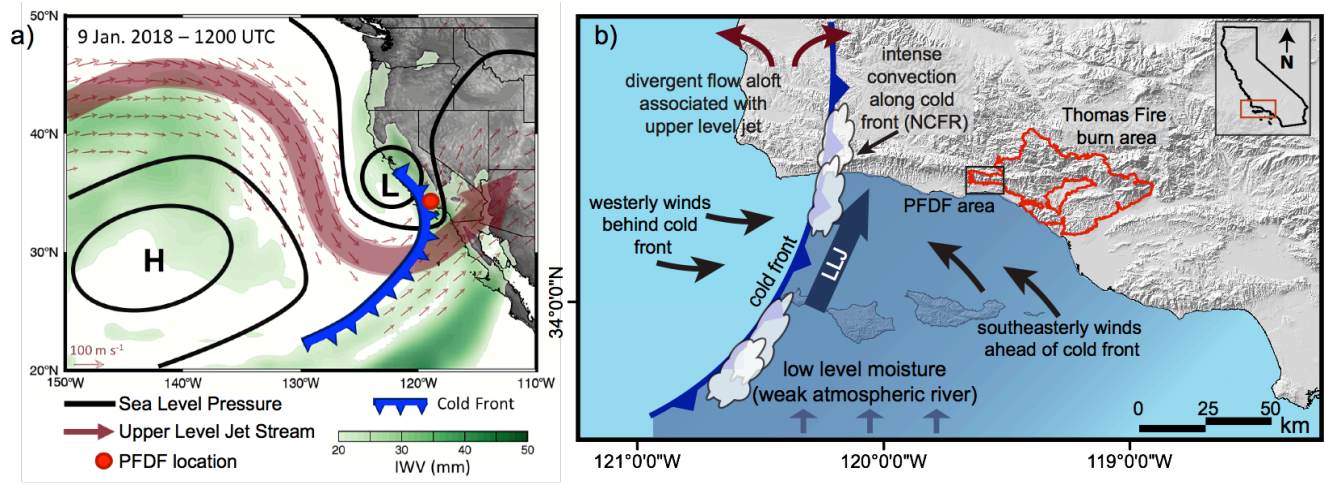 a)
9 Jan. 2018 – 1200 UTC
50°N
40°N
30°N
20°N
150°W
140°W
130°W
120°W
110°W
H
L
100 m s⁻¹
Sea Level Pressure
Cold Front
Upper Level Jet Stream
PFDF location
20
30
40
50
IWV (mm)
b)
divergent flow aloft
associated with
upper level jet
intense
convection
along cold
front (NCFR)
Thomas Fire
burn area
N
PFDF area
westerly winds
behind cold
front
cold front
LLJ
southeasterly winds
ahead of cold front
low level moisture
(weak atmospheric river)
0
25
50
km
34°0'0"N
121°0'0"W
120°0'0"W
119°0'0"W